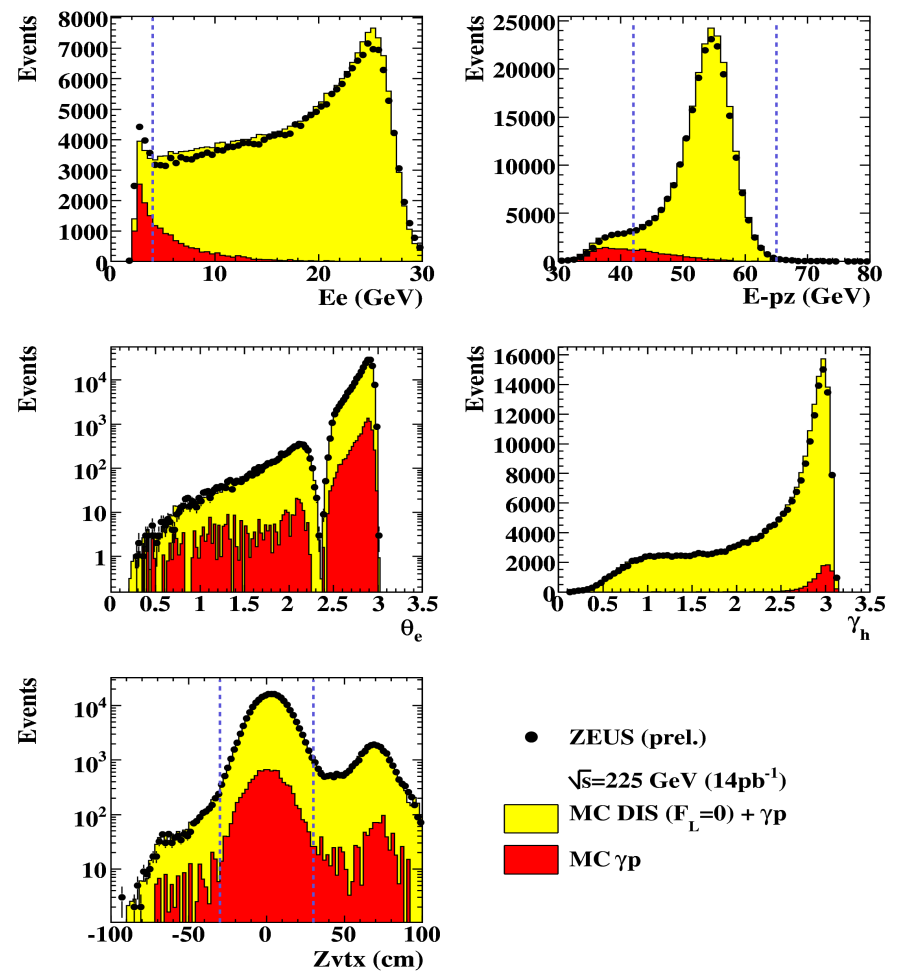 Events
8000
7000
6000
5000
4000
3000
2000
1000
0
0 10 20 30
Ee (GeV)
Events
25000
20000
15000
10000
5000
0
30 40 50 60 70 80
E-pz (GeV)
Events
10⁴
10³
10²
10
1
0 0.5 1 1.5 2 2.5 3 3.5
θₑ
Events
16000
14000
12000
10000
8000
6000
4000
2000
0
0 0.5 1 1.5 2 2.5 3 3.5
γₕ
Events
10⁴
10³
10²
10
-100 -50 0 50 100
Zvtx (cm)
ZEUS (prel.)
√s=225 GeV (14pb⁻¹)
MC DIS (F_L=0) + γp
MC γp